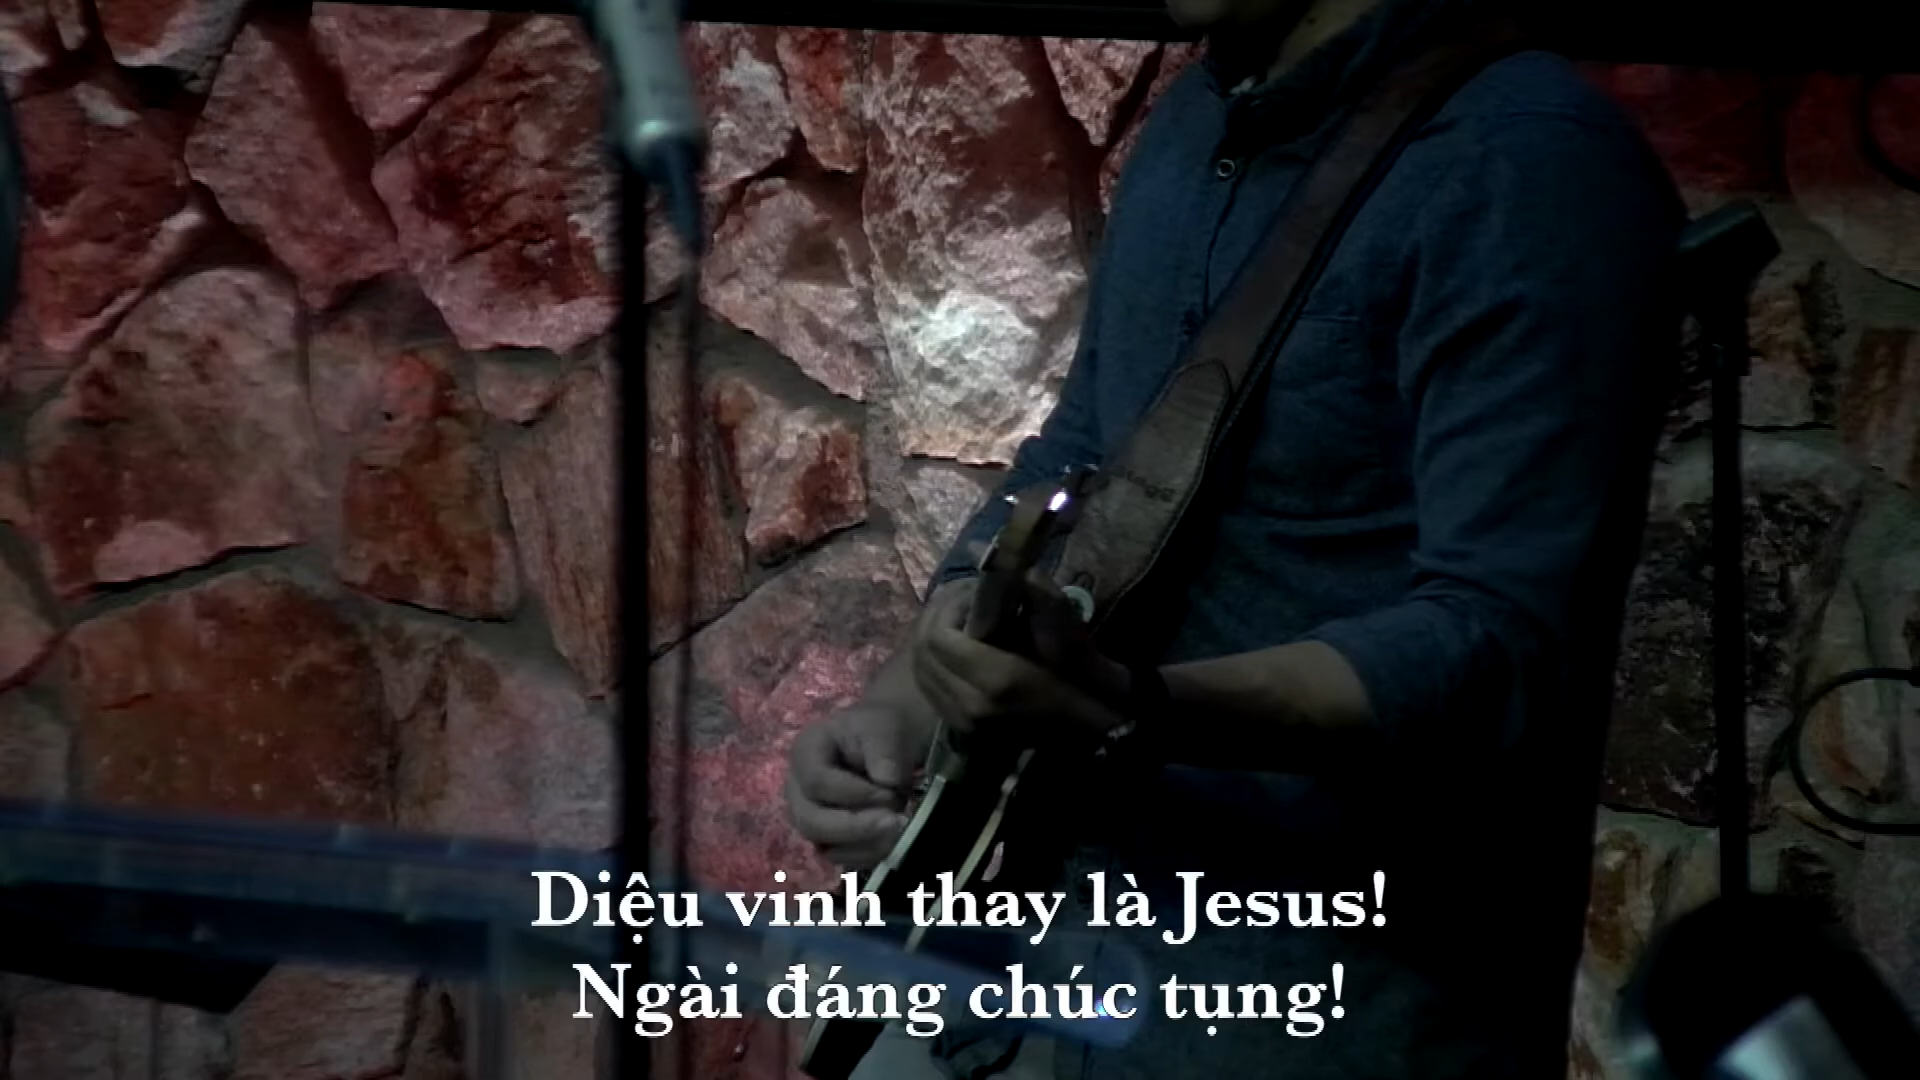 Diệu vinh thay là Jesus!
Ngài đáng chúc tụng!